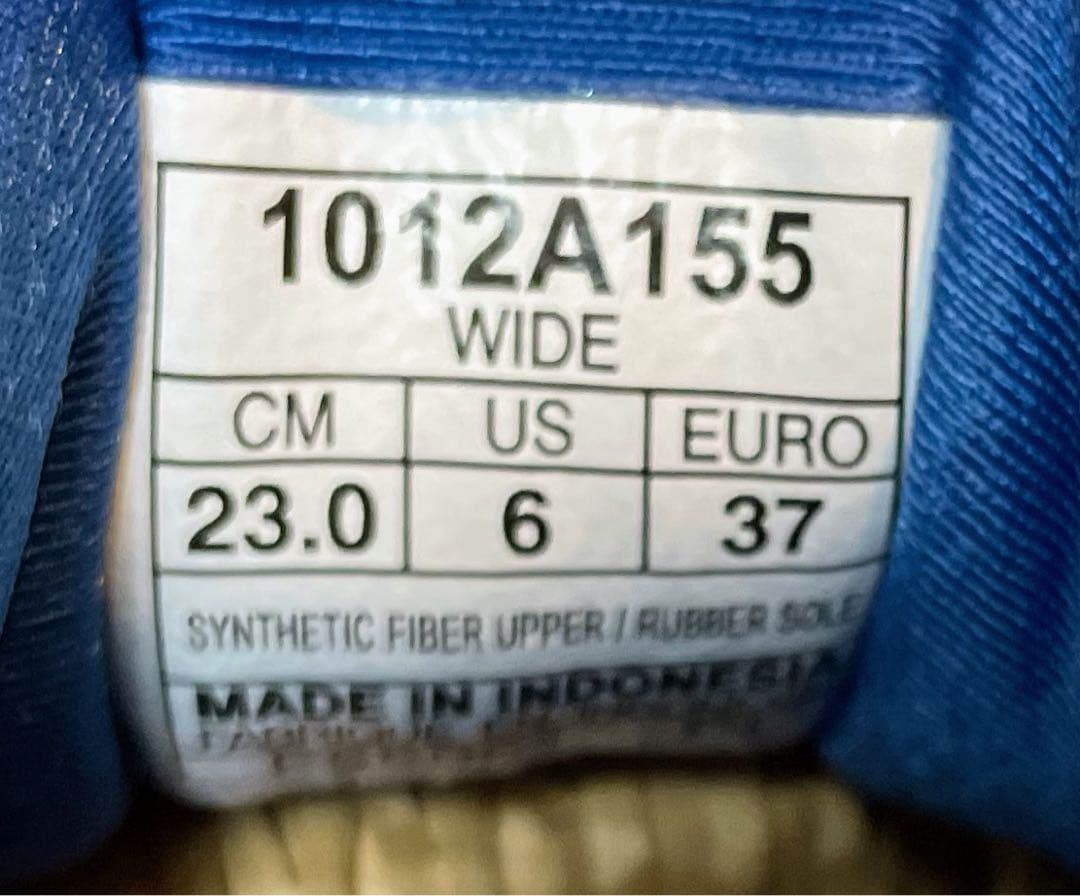 1012A155
WIDE
CM US EURO
23.0 6 37
SYNTHETIC FIBER UPPER / RUBBER SOLE
MADE IN INDONESIA